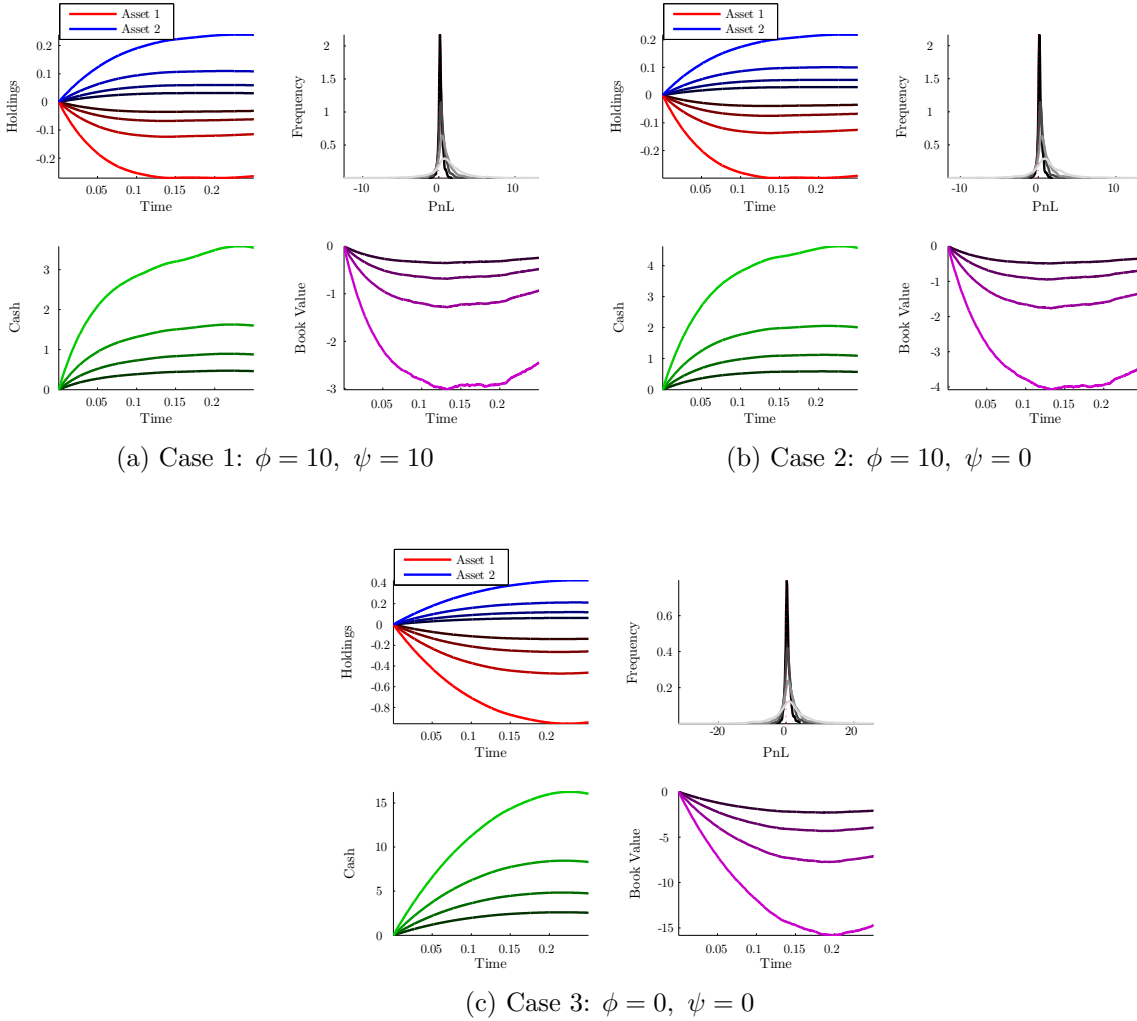 Asset 1
Asset 2
0.2
0.1
0
-0.1
-0.2
Holdings
0.05 0.1 0.15 0.2
Time
2
1.5
1
0.5
Frequency
-10 0 10
PnL
3
2
1
0
Cash
0.05 0.1 0.15 0.2
Time
0
-1
-2
-3
Book Value
0.05 0.1 0.15 0.2
Time
(a) Case 1: ϕ = 10, ψ = 10
Asset 1
Asset 2
0.2
0.1
0
-0.1
-0.2
-0.3
Holdings
0.05 0.1 0.15 0.2
Time
2
1.5
1
0.5
Frequency
-10 0 10
PnL
4
3
2
1
0
Cash
0.05 0.1 0.15 0.2
Time
0
-1
-2
-3
-4
Book Value
0.05 0.1 0.15 0.2
Time
(b) Case 2: ϕ = 10, ψ = 0
Asset 1
Asset 2
0.4
0.2
0
-0.2
-0.4
-0.6
-0.8
Holdings
0.05 0.1 0.15 0.2
Time
0.6
0.4
0.2
Frequency
-20 0 20
PnL
15
10
5
0
Cash
0.05 0.1 0.15 0.2
Time
0
-5
-10
-15
Book Value
0.05 0.1 0.15 0.2
Time
(c) Case 3: ϕ = 0, ψ = 0